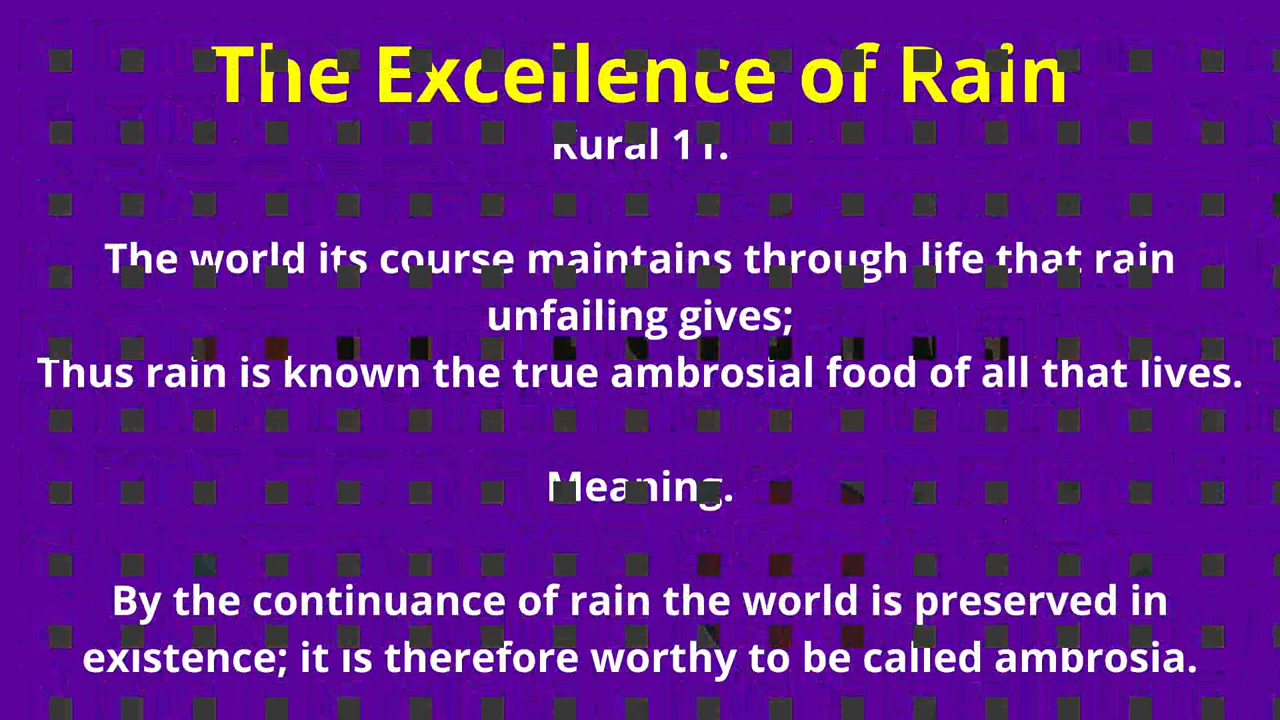 The Excellence of Rain
Kural 11.
The world its course maintains through life that rain
unfailing gives;
Thus rain is known the true ambrosial food of all that lives.
Meaning.
By the continuance of rain the world is preserved in
existence; it is therefore worthy to be called ambrosia.